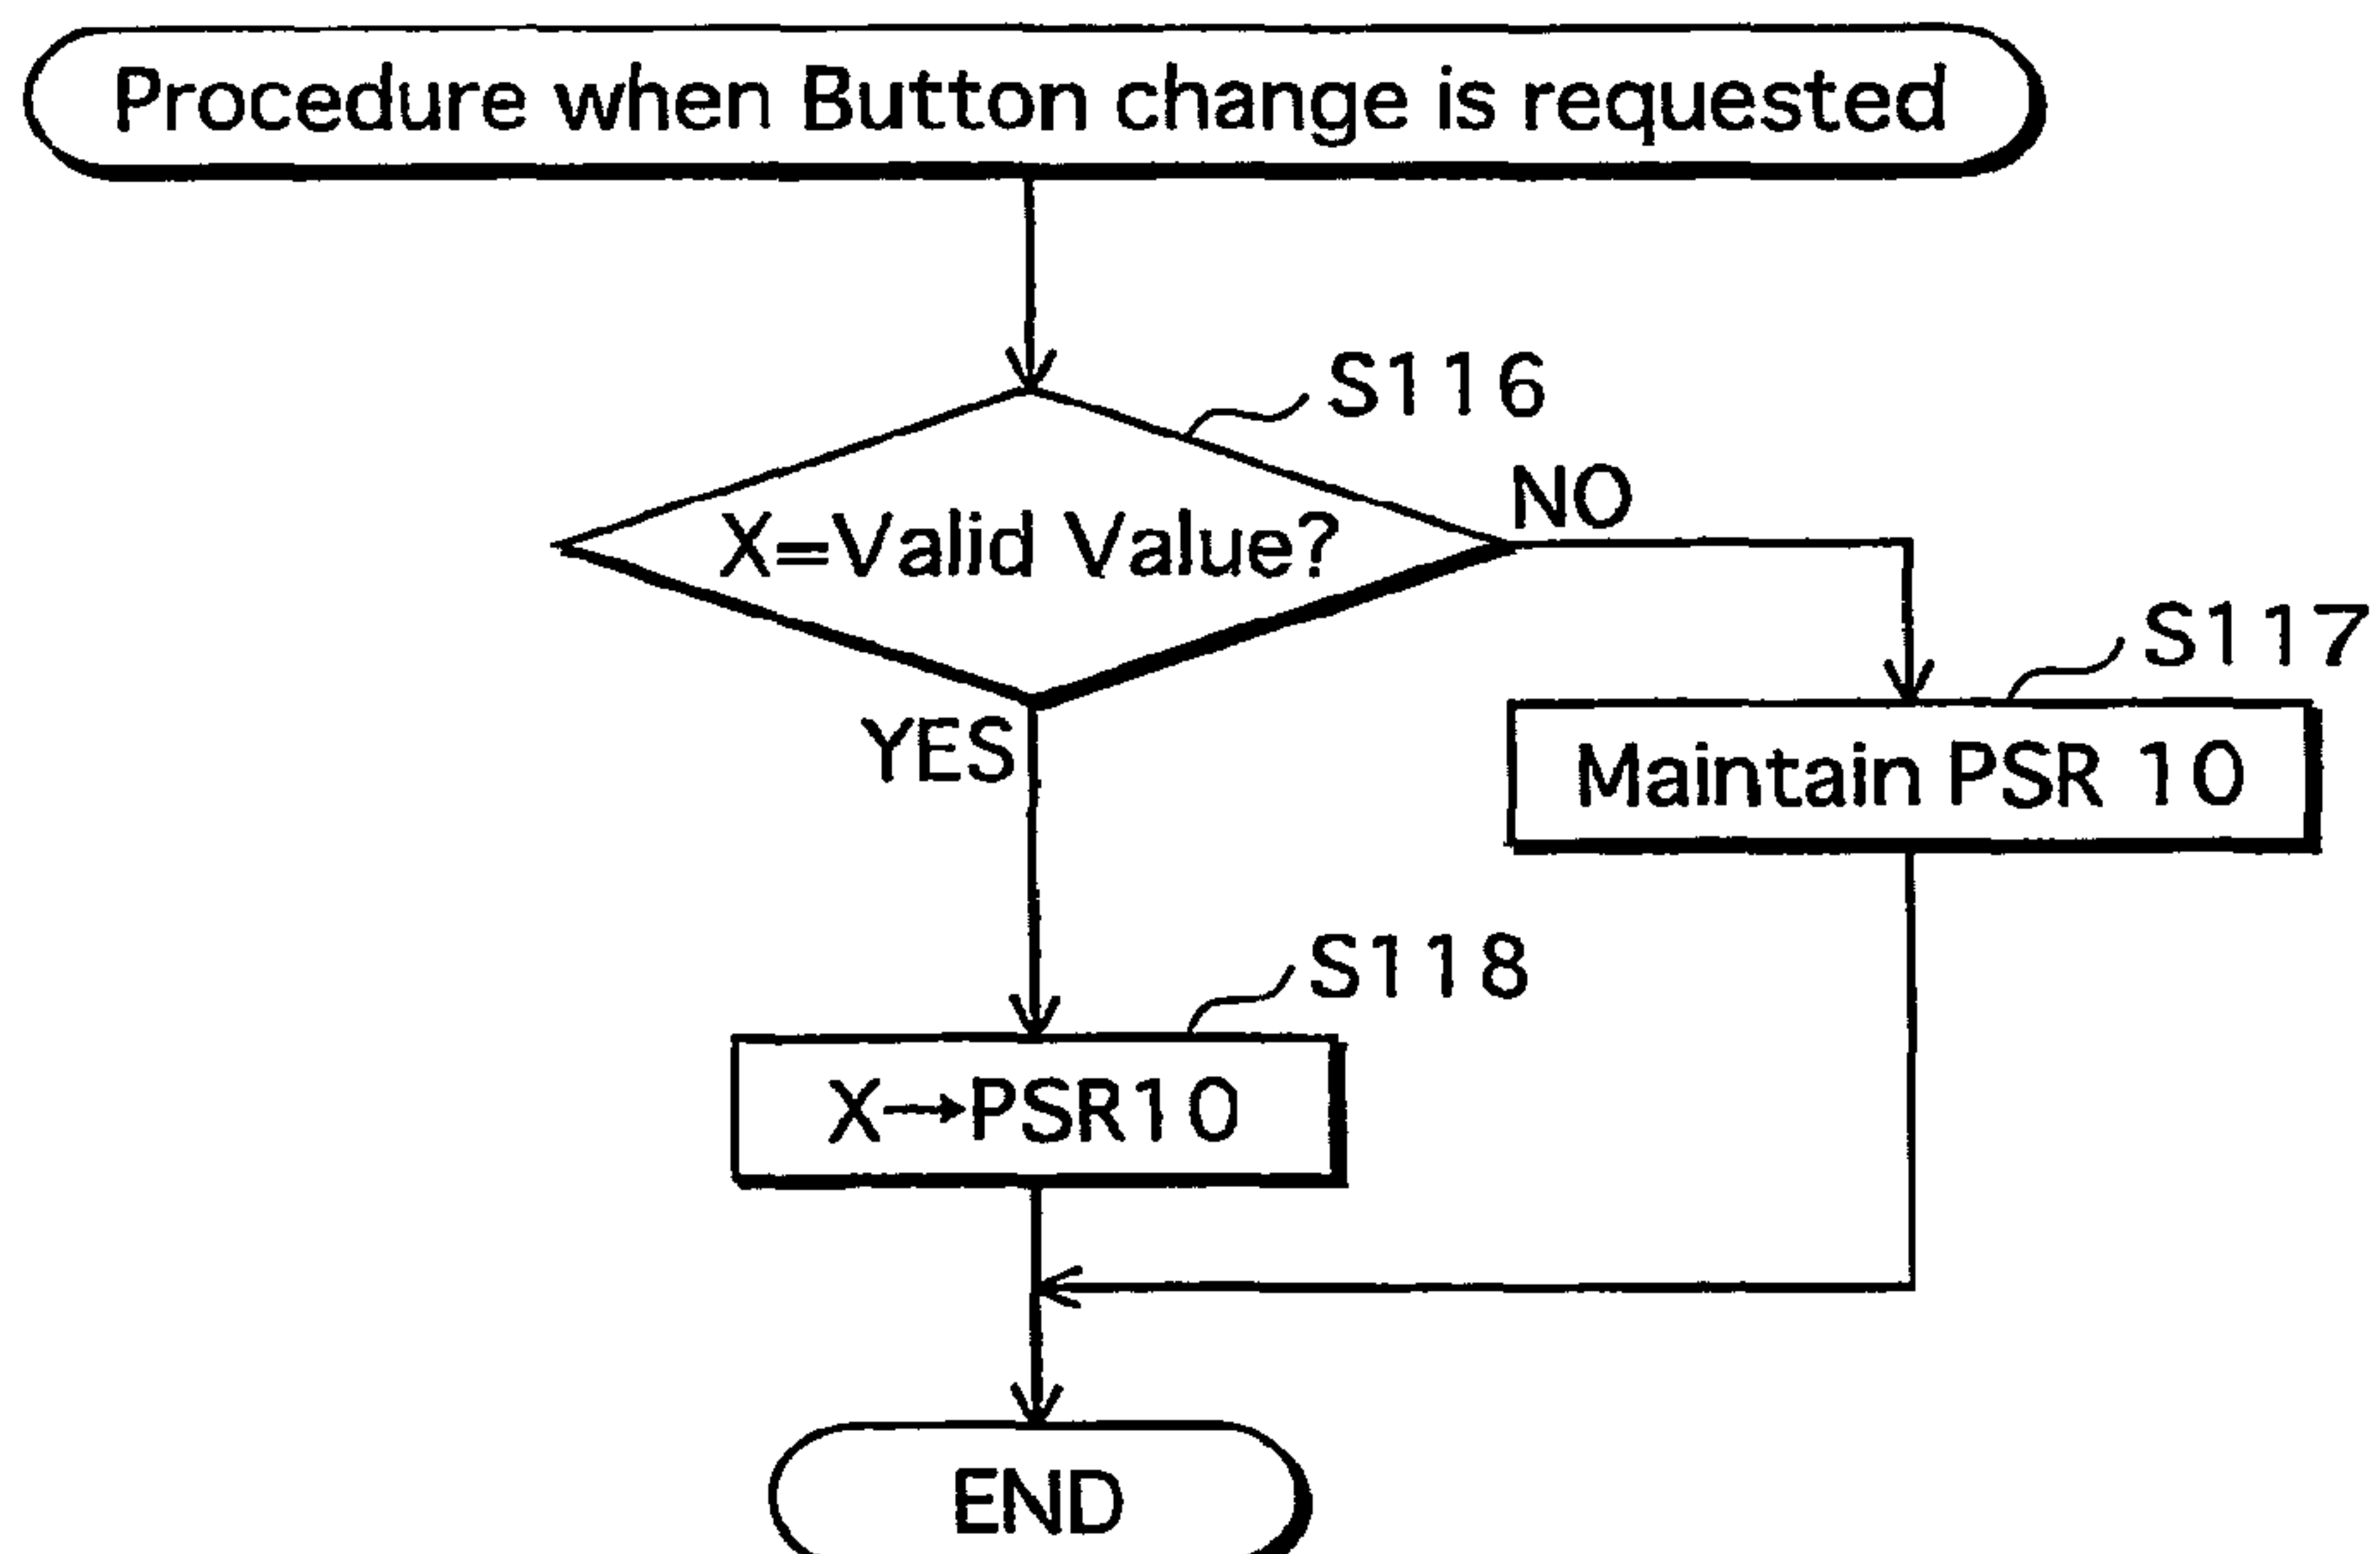 Procedure when Button change is requested
S116
X=Valid Value?
NO
S117
YES
Maintain PSR 10
S118
X→PSR10
END